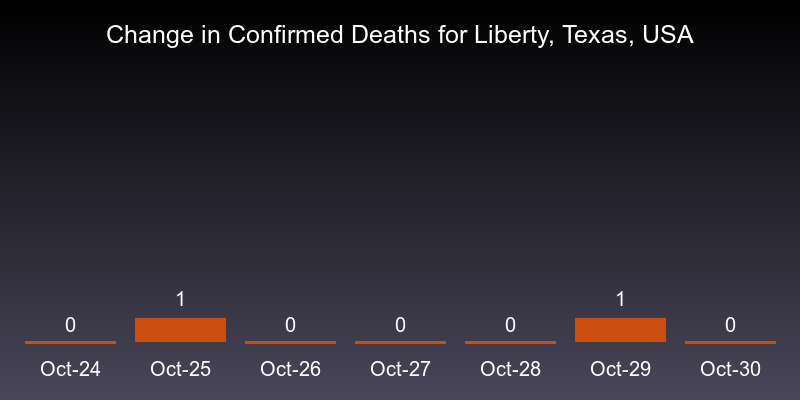 Change in Confirmed Deaths for Liberty, Texas, USA
0 1 0 0 0 1 0
Oct-24 Oct-25 Oct-26 Oct-27 Oct-28 Oct-29 Oct-30